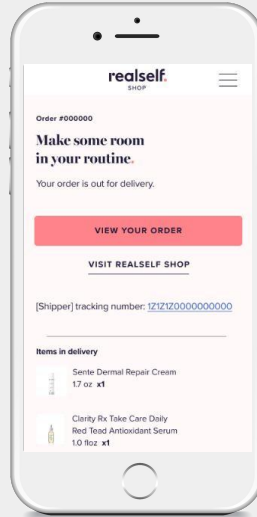 realself.
SHOP
Order #000000
Make some room
in your routine.
Your order is out for delivery.
VIEW YOUR ORDER
VISIT REALSELF SHOP
[Shipper] tracking number: 1Z1Z1Z0000000000
Items in delivery
Sente Dermal Repair Cream
1.7 oz x1
Clarity Rx Take Care Daily
Red Tead Antioxidant Serum
1.0 floz x1